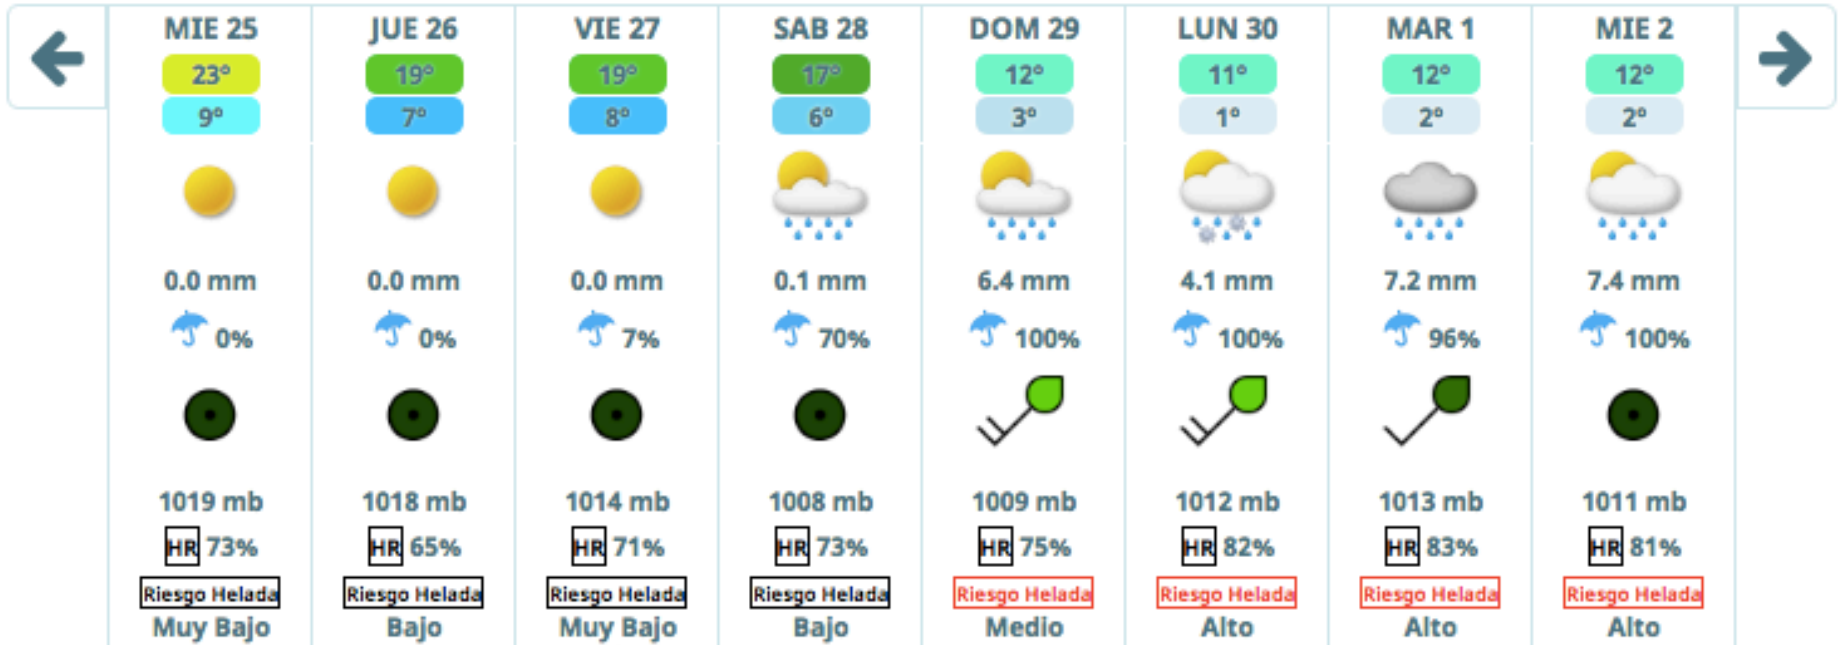 MIE 25 JUE 26 VIE 27 SAB 28 DOM 29 LUN 30 MAR 1 MIE 2
23° 19° 19° 17° 12° 11° 12° 12°
9° 7° 8° 6° 3° 1° 2° 2°
0.0 mm 0.0 mm 0.0 mm 0.1 mm 6.4 mm 4.1 mm 7.2 mm 7.4 mm
0% 0% 7% 70% 100% 100% 96% 100%
1019 mb 1018 mb 1014 mb 1008 mb 1009 mb 1012 mb 1013 mb 1011 mb
HR 73% HR 65% HR 71% HR 73% HR 75% HR 82% HR 83% HR 81%
Riesgo Helada Riesgo Helada Riesgo Helada Riesgo Helada Riesgo Helada Riesgo Helada Riesgo Helada Riesgo Helada
Muy Bajo Bajo Muy Bajo Bajo Medio Alto Alto Alto